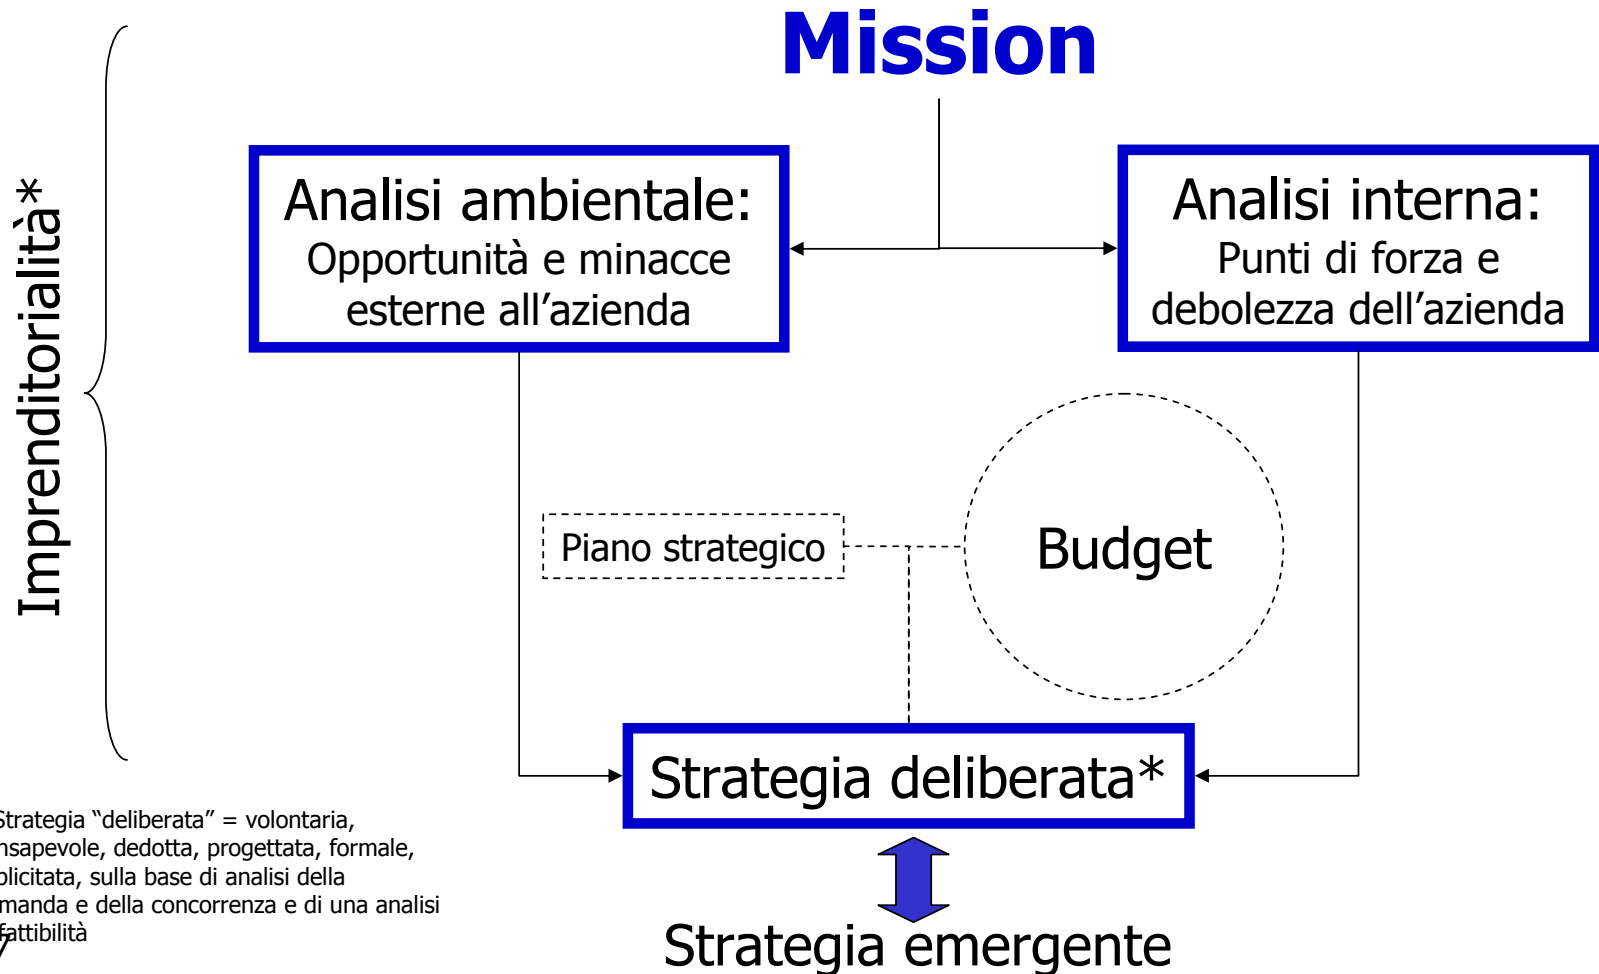 Mission
Imprenditorialità*
Analisi ambientale:
Opportunità e minacce
esterne all’azienda
Analisi interna:
Punti di forza e
debolezza dell’azienda
Piano strategico
Budget
Strategia deliberata*
Strategia “deliberata” = volontaria,
nsapevole, dedotta, progettata, formale,
plicitata, sulla base di analisi della
manda e della concorrenza e di una analisi
fattibilità
Strategia emergente